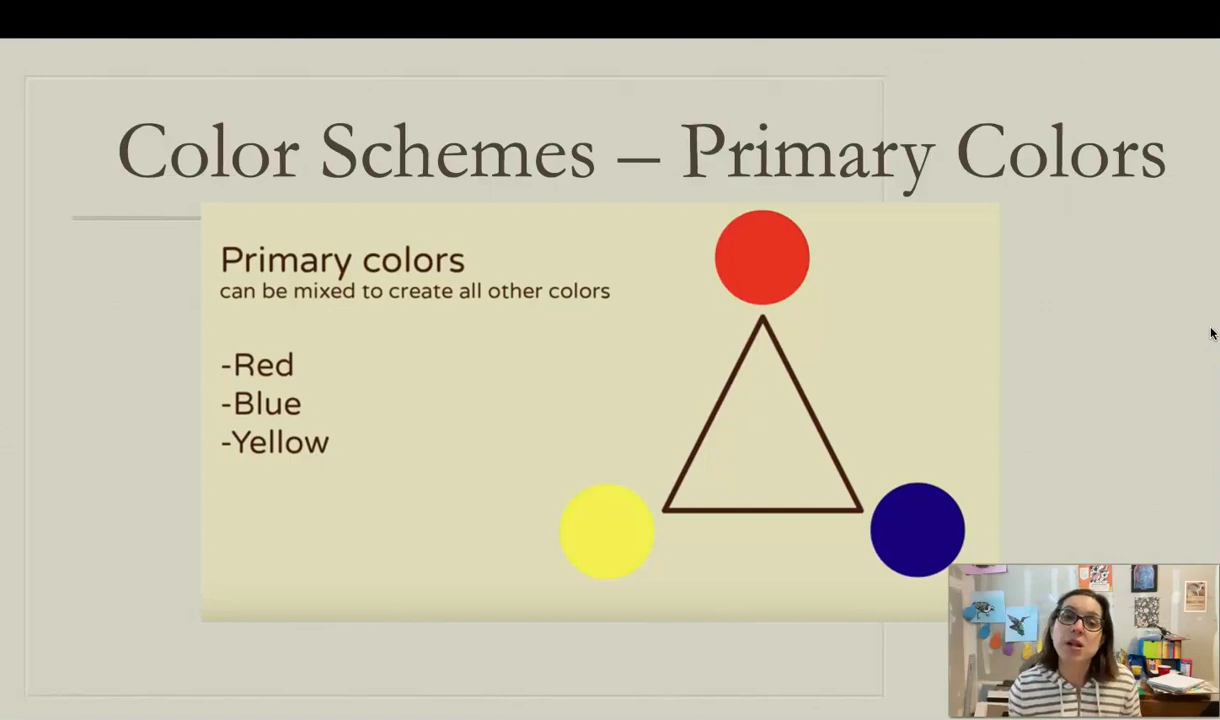 Color Schemes – Primary Colors
Primary colors
can be mixed to create all other colors
-Red
-Blue
-Yellow